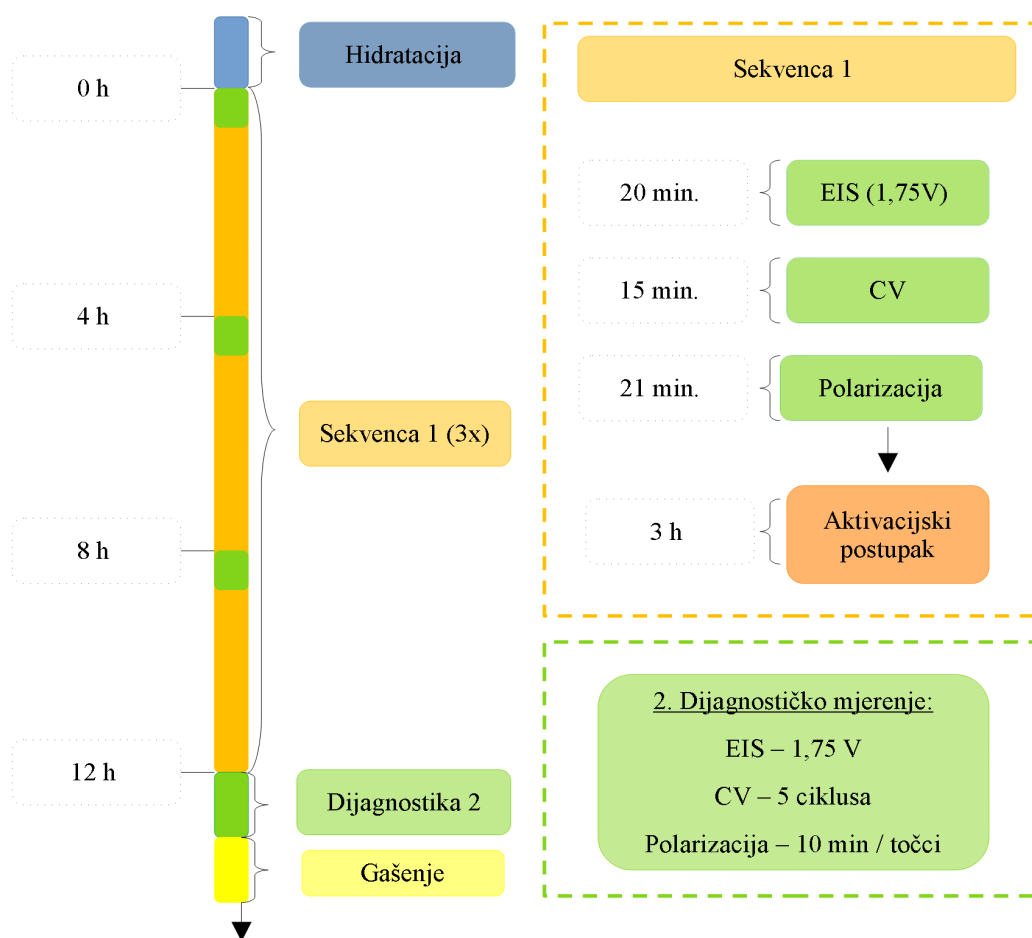 Hidratacija
0 h
4 h
Sekvenca 1 (3x)
8 h
12 h
Dijagnostika 2
Gašenje
Sekvenca 1
20 min.
EIS (1,75V)
15 min.
CV
21 min.
Polarizacija
3 h
Aktivacijski
postupak
2. Dijagnostičko mjerenje:
EIS – 1,75 V
CV – 5 ciklusa
Polarizacija – 10 min / točci